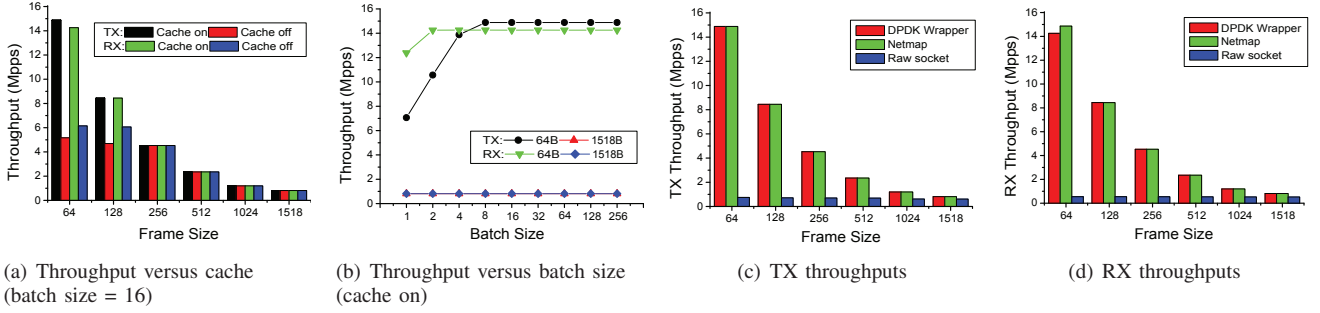 16
14
12
10
8
6
4
2
0
Throughput (Mpps)
TX: Cache on Cache off
RX: Cache on Cache off
64 128 256 512 1024 1518
Frame Size
(a) Throughput versus cache
(batch size = 16)
16
14
12
10
8
6
4
2
0
Throughput (Mpps)
TX: 64B 1518B
RX: 64B 1518B
1 2 4 8 16 32 64 128 256
Batch Size
(b) Throughput versus batch size
(cache on)
16
14
12
10
8
6
4
2
0
TX Throughput (Mpps)
DPDK Wrapper
Netmap
Raw socket
64 128 256 512 1024 1518
Frame Size
(c) TX throughputs
16
14
12
10
8
6
4
2
0
RX Throughput (Mpps)
DPDK Wrapper
Netmap
Raw socket
64 128 256 512 1024 1518
Frame Size
(d) RX throughputs